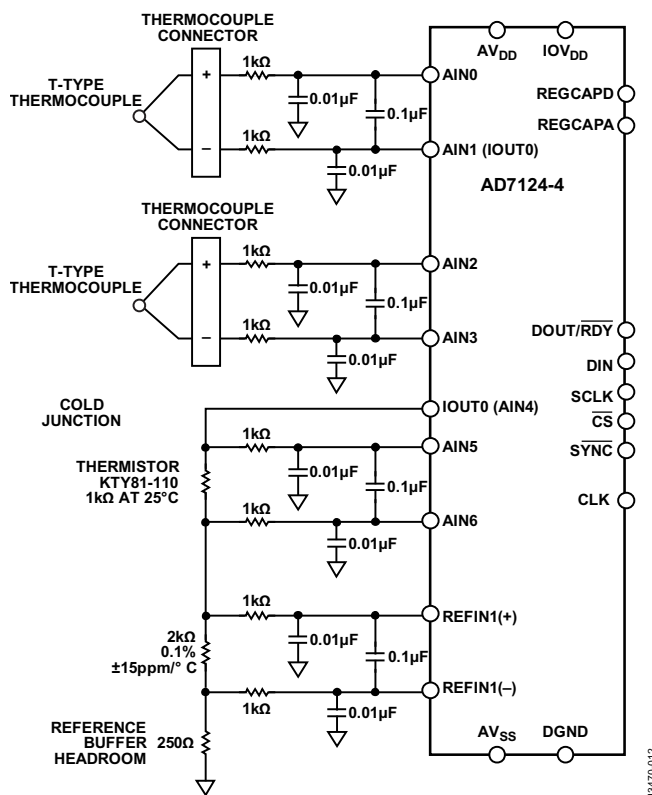 THERMOCOUPLE
CONNECTOR
T-TYPE
THERMOCOUPLE
+
–
1kΩ
1kΩ
0.01µF
0.1µF
0.01µF
AIN0
AIN1 (IOUT0)
THERMOCOUPLE
CONNECTOR
T-TYPE
THERMOCOUPLE
+
–
1kΩ
1kΩ
0.01µF
0.1µF
0.01µF
AIN2
AIN3
COLD
JUNCTION
IOUT0 (AIN4)
THERMISTOR
KTY81-110
1kΩ AT 25°C
1kΩ
1kΩ
0.01µF
0.1µF
0.01µF
AIN5
AIN6
2kΩ
0.1%
±15ppm/° C
1kΩ
1kΩ
0.01µF
0.1µF
0.01µF
REFIN1(+)
REFIN1(–)
REFERENCE
BUFFER
HEADROOM
250Ω
AVDD
IOVDD
REGCAPD
REGCAPA
AD7124-4
DOUT/RDY
DIN
SCLK
CS
SYNC
CLK
AVSS
DGND